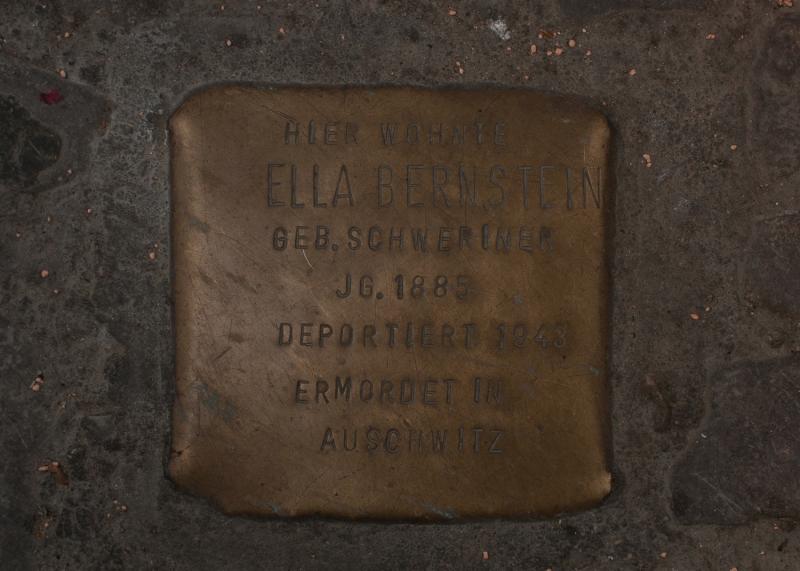 HIER WOHNTE
ELLA BERNSTEIN
GEB. SCHWERINER
JG. 1885
DEPORTIERT 1943
ERMORDET IN
AUSCHWITZ